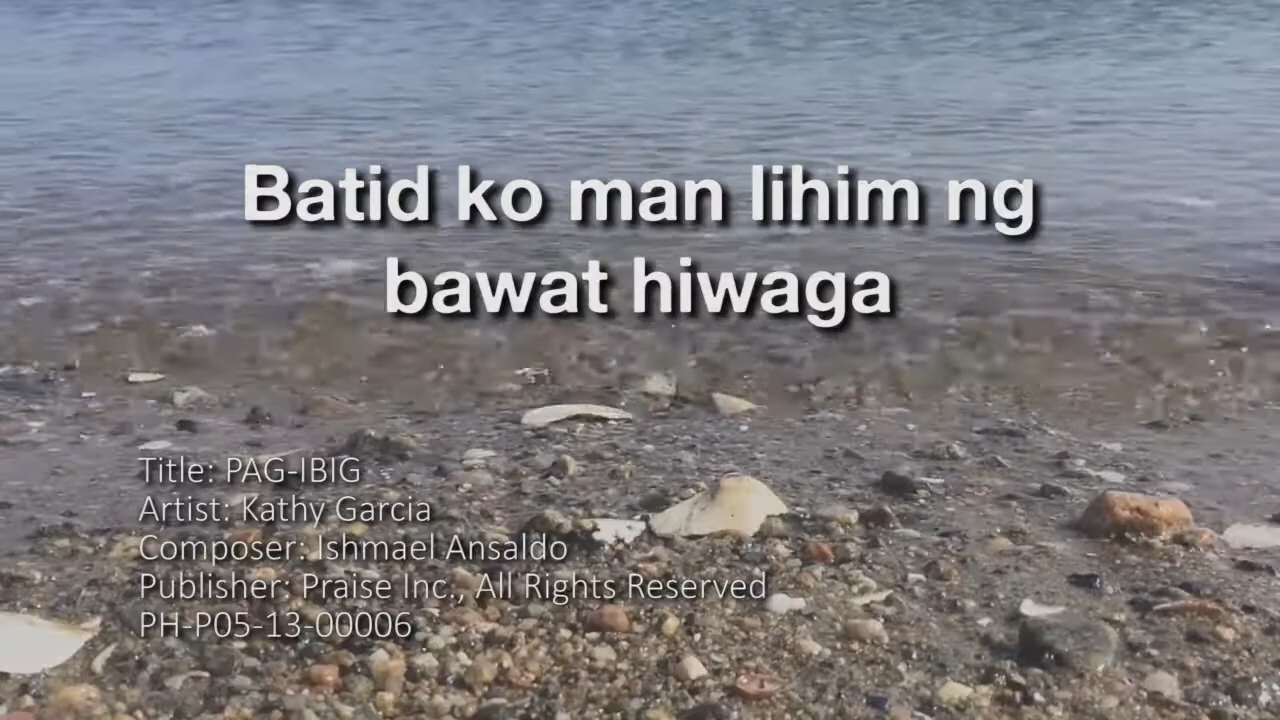 Batid ko man lihim ng
bawat hiwaga
Title: PAG-IBIG
Artist: Kathy Garcia
Composer: Ishmael Ansaldo
Publisher: Praise Inc., All Rights Reserved
PH-P05-13-00006